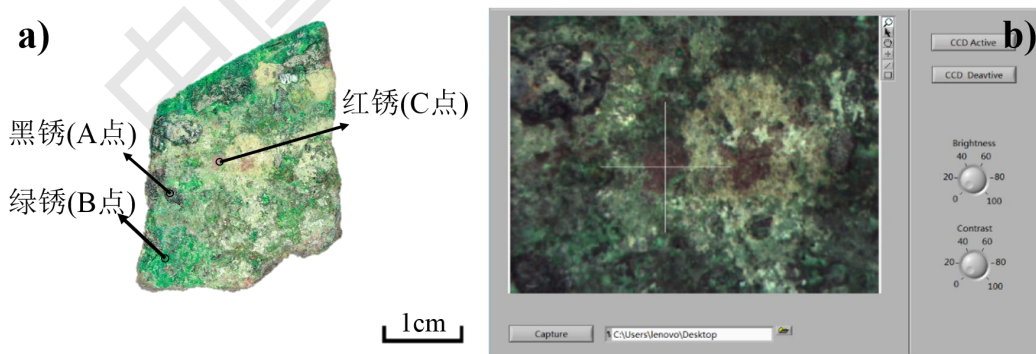 a)
黑锈(A点)
绿锈(B点)
红锈(C点)
1cm
b)
CCD Active
CCD Deavtive
Brightness
40 60
20 80
0 100
Contrast
40 60
20 80
0 100
Capture
C:\Users\lenovo\Desktop